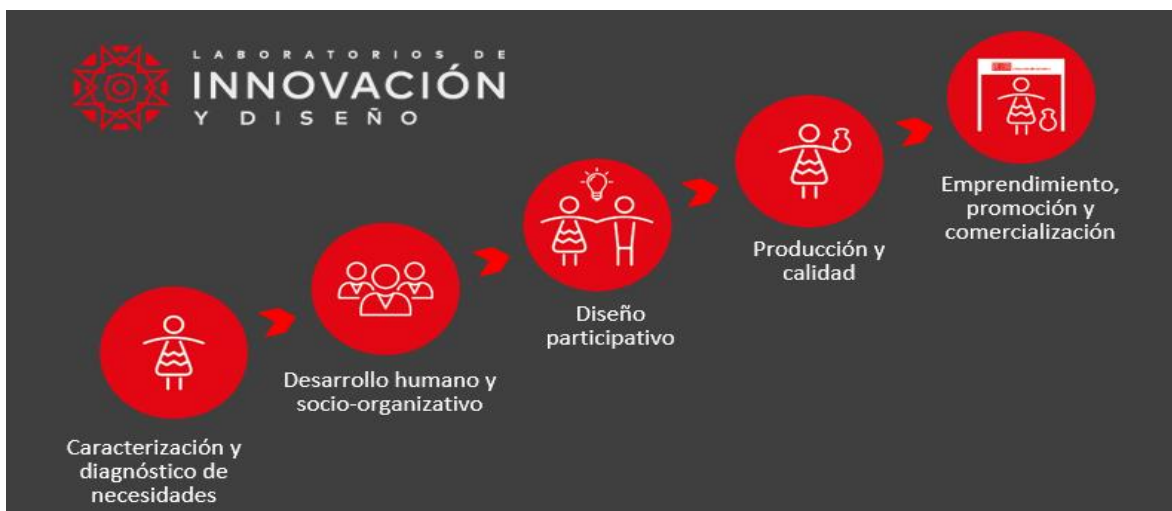 LABORATORIOS DE
INNOVACIÓN
Y DISEÑO
Caracterización y
diagnóstico de
necesidades
Desarrollo humano y
socio-organizativo
Diseño
participativo
Producción y
calidad
Emprendimiento,
promoción y
comercialización